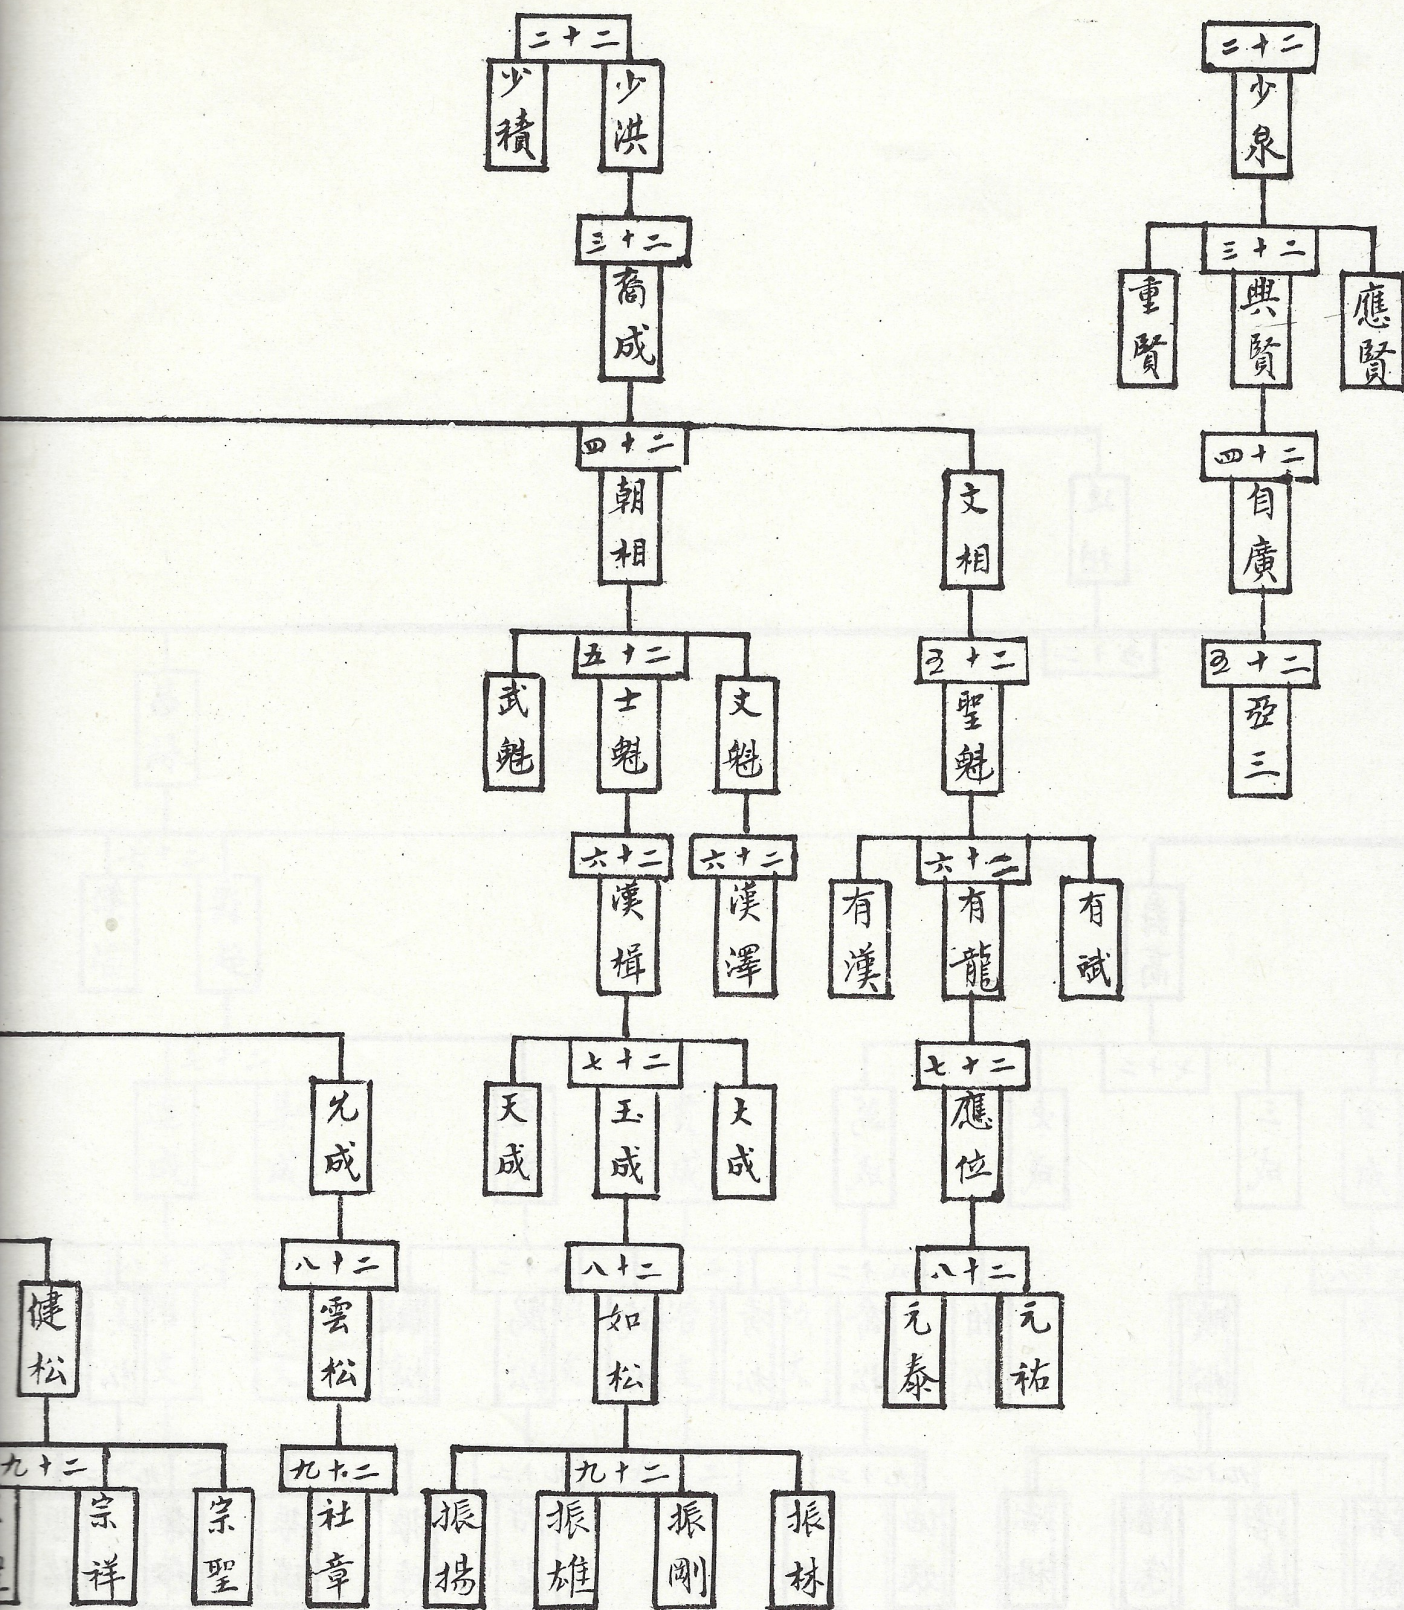 二十二
少泉
二十三
應賢
興賢
重賢
二十四
自廣
二十五
亞三
二十二
少洪
少積
二十三
裔成
二十四
文相
朝相
二十五
聖魁
二十六
有斌
有龍
有漢
二十七
應位
二十八
元祐
元泰
二十五
文魁
士魁
武魁
二十六
漢澤
二十六
漢楫
二十七
大成
玉成
天成
二十八
如松
二十九
振林
振剛
振雄
振揚
允成
二十八
雲松
二十九
社章
健松
二十九
宗聖
宗祥